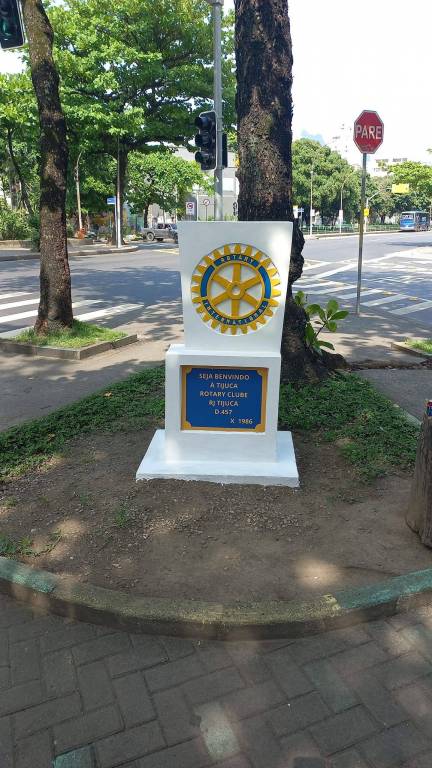 PARE
ROTARY
INTERNATIONAL
SEJA BENVINDO
À TIJUCA
ROTARY CLUBE
RJ TIJUCA
D.457
X 1986